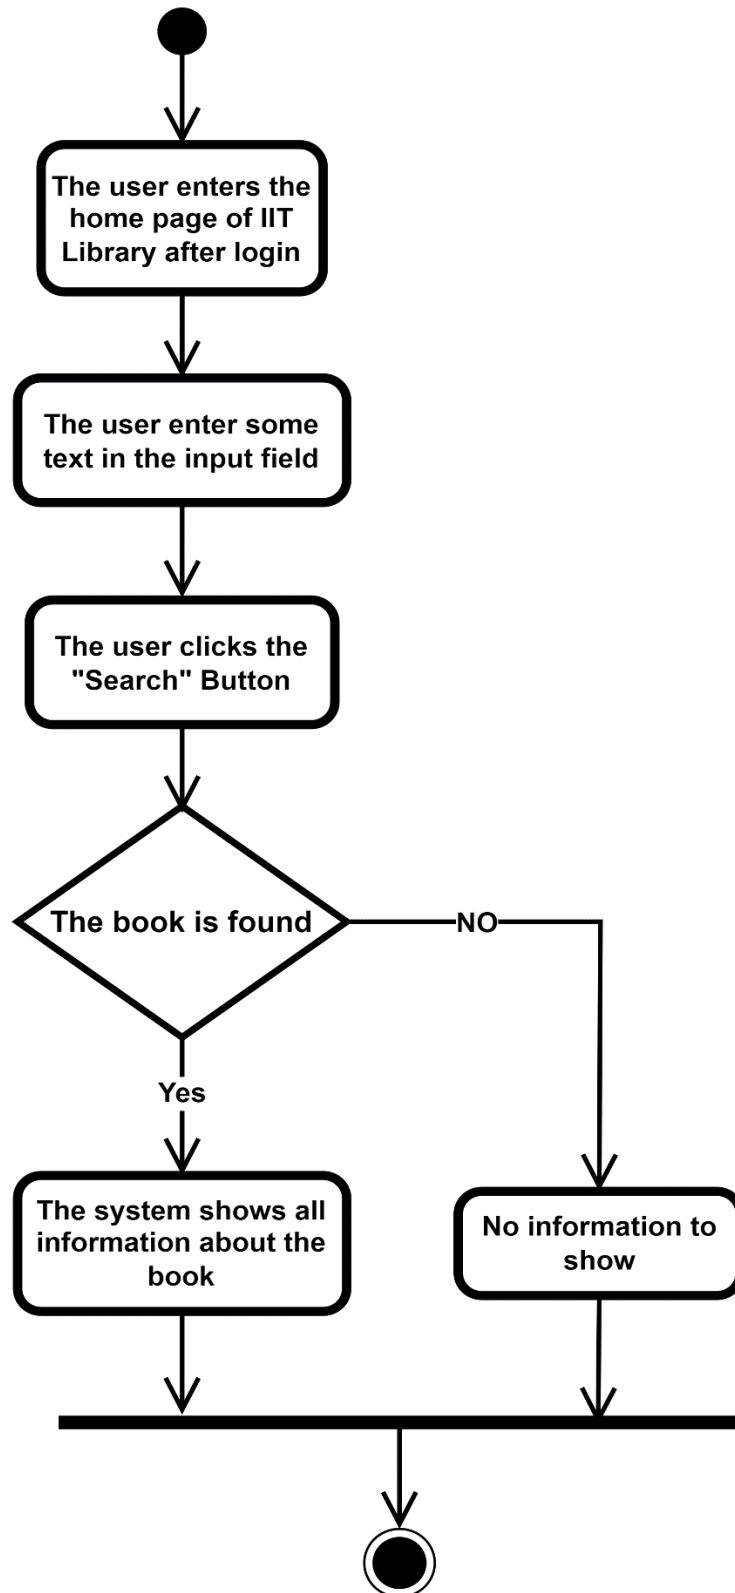 The user enters the
home page of IIT
Library after login
The user enter some
text in the input field
The user clicks the
"Search" Button
The book is found
NO
Yes
The system shows all
information about the
book
No information to
show